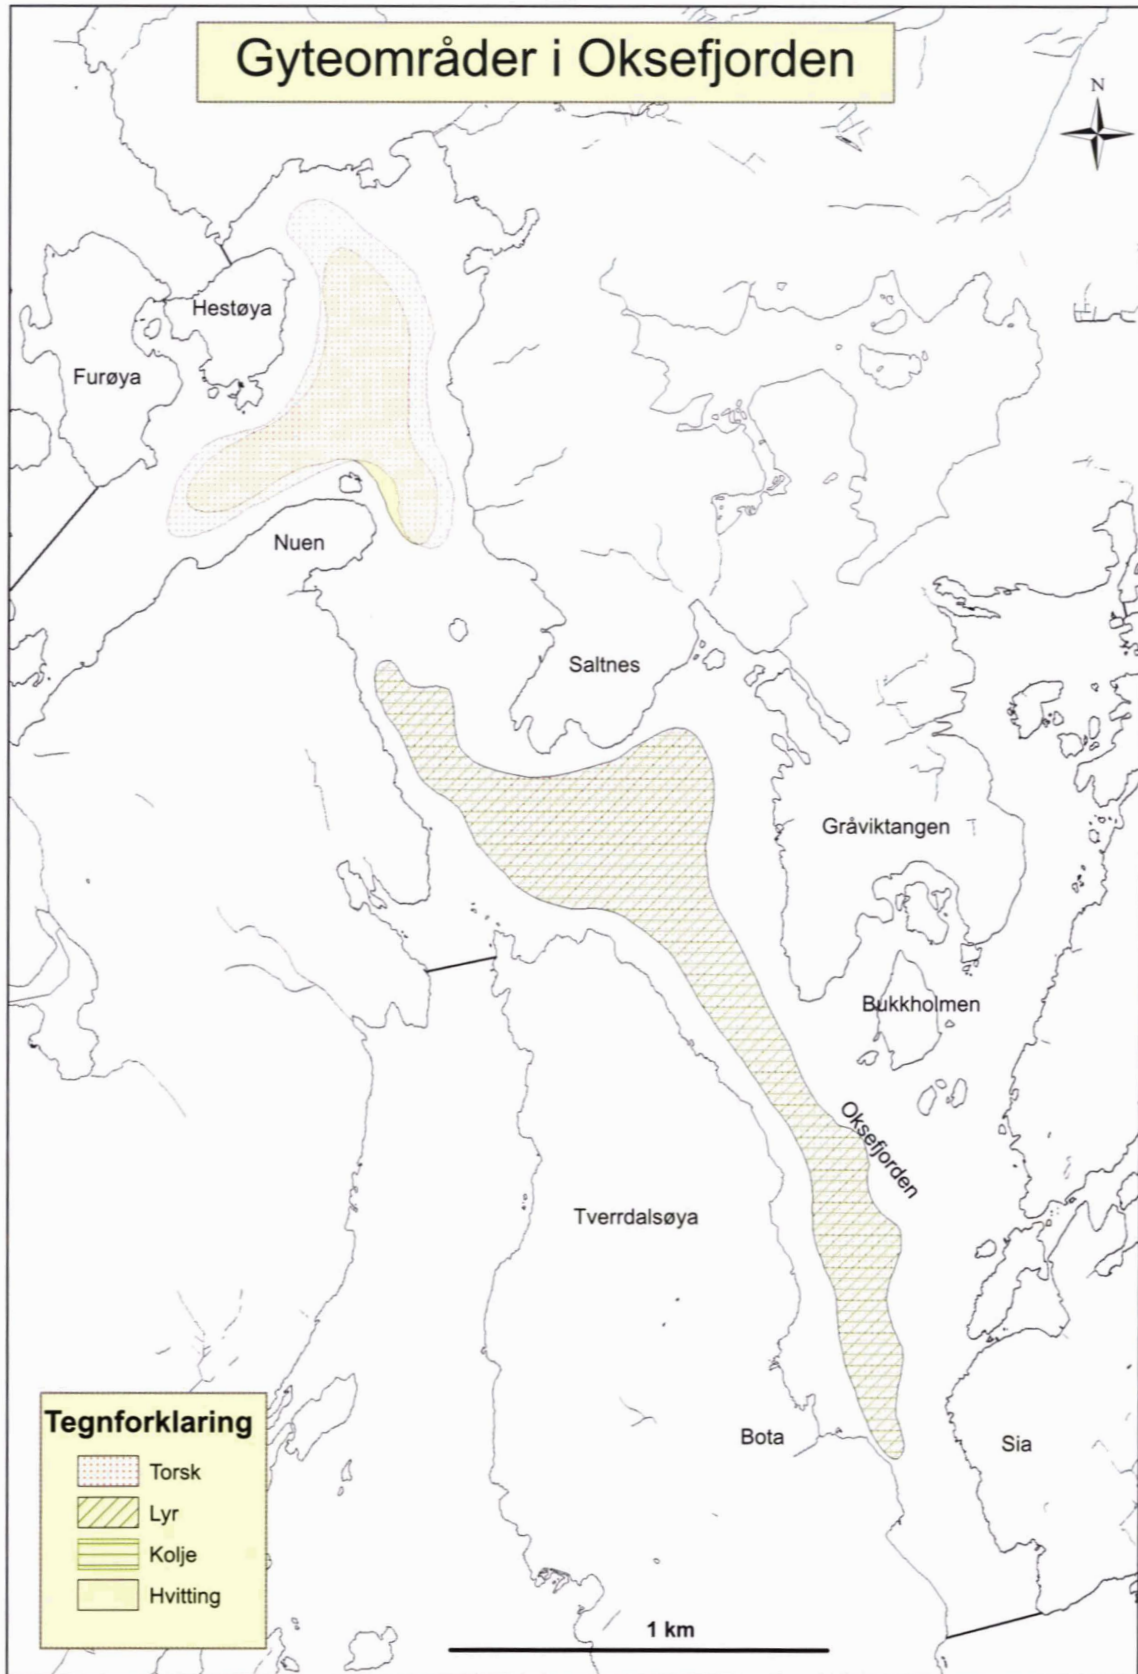 Gyteområder i Oksefjorden
N
Hestøya
Furøya
Nuen
Saltnes
Gråviktangen
Bukkholmen
Oksefjorden
Tverrdalsøya
Bota
Sia
Tegnforklaring
Torsk
Lyr
Kolje
Hvitting
1 km